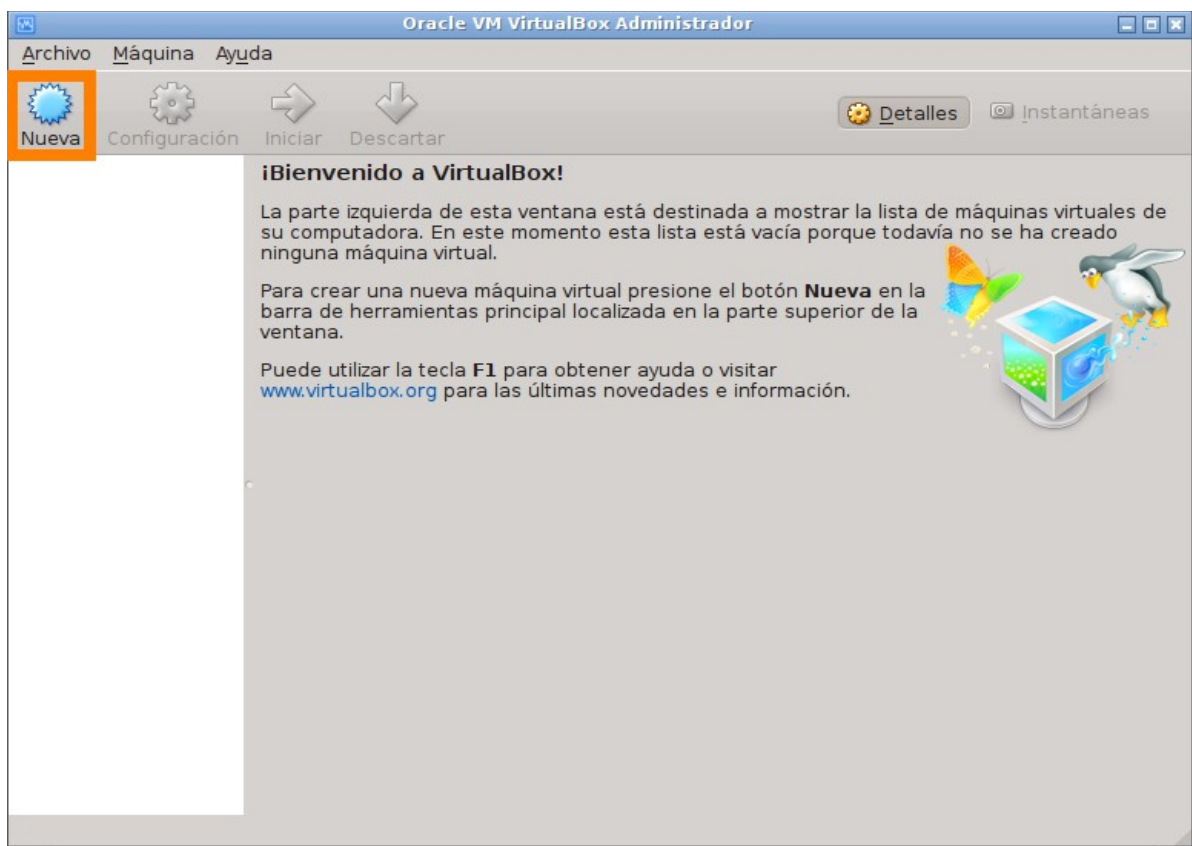 Oracle VM VirtualBox Administrador
Archivo Máquina Ayuda
Nueva Configuración Iniciar Descartar Detalles Instantáneas
¡Bienvenido a VirtualBox!
La parte izquierda de esta ventana está destinada a mostrar la lista de máquinas virtuales de
su computadora. En este momento esta lista está vacía porque todavía no se ha creado
ninguna máquina virtual.
Para crear una nueva máquina virtual presione el botón Nueva en la
barra de herramientas principal localizada en la parte superior de la
ventana.
Puede utilizar la tecla F1 para obtener ayuda o visitar
www.virtualbox.org para las últimas novedades e información.